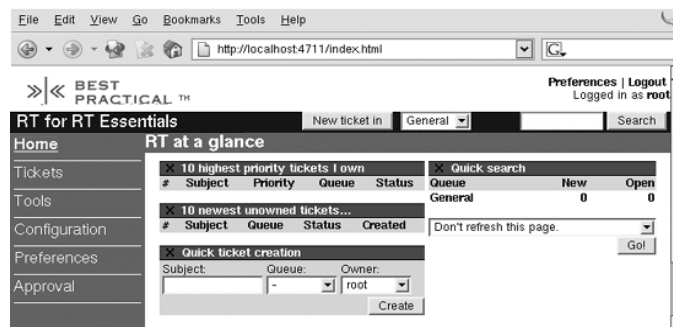 File Edit View Go Bookmarks Tools Help
http://localhost:4711/index.html G.
BEST
PRACTICAL TM
Preferences | Logout
Logged in as root
RT for RT Essentials New ticket in General Search
Home
RT at a glance
Tickets
Tools
Configuration
Preferences
Approval
X 10 highest priority tickets I own
# Subject Priority Queue Status
X 10 newest unowned tickets...
# Subject Queue Status Created
X Quick ticket creation
Subject: Queue: Owner:
- root
Create
X Quick search
Queue New Open
General 0 0
Don't refresh this page.
Go!